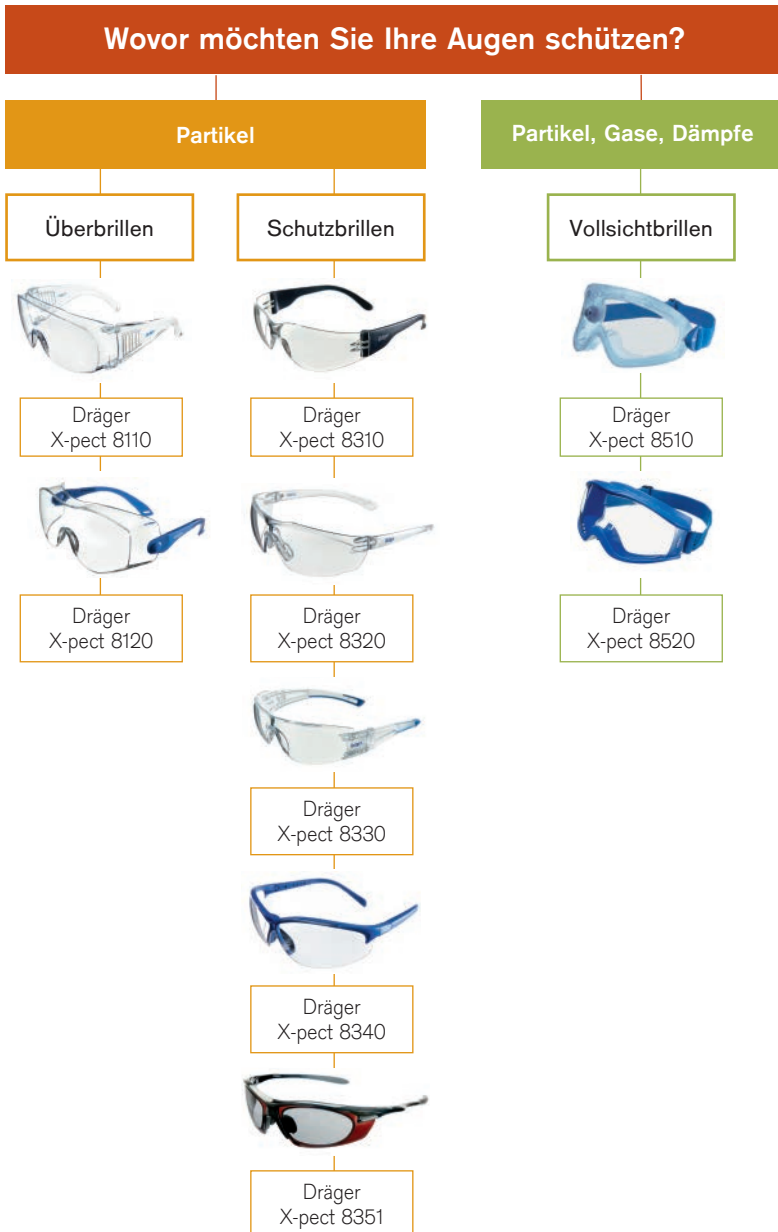 Wovor möchten Sie Ihre Augen schützen?
Partikel
Partikel, Gase, Dämpfe
Überbrillen
Schutzbrillen
Vollsichtbrillen
Dräger
X-pect 8110
Dräger
X-pect 8310
Dräger
X-pect 8510
Dräger
X-pect 8120
Dräger
X-pect 8320
Dräger
X-pect 8520
Dräger
X-pect 8330
Dräger
X-pect 8340
Dräger
X-pect 8351